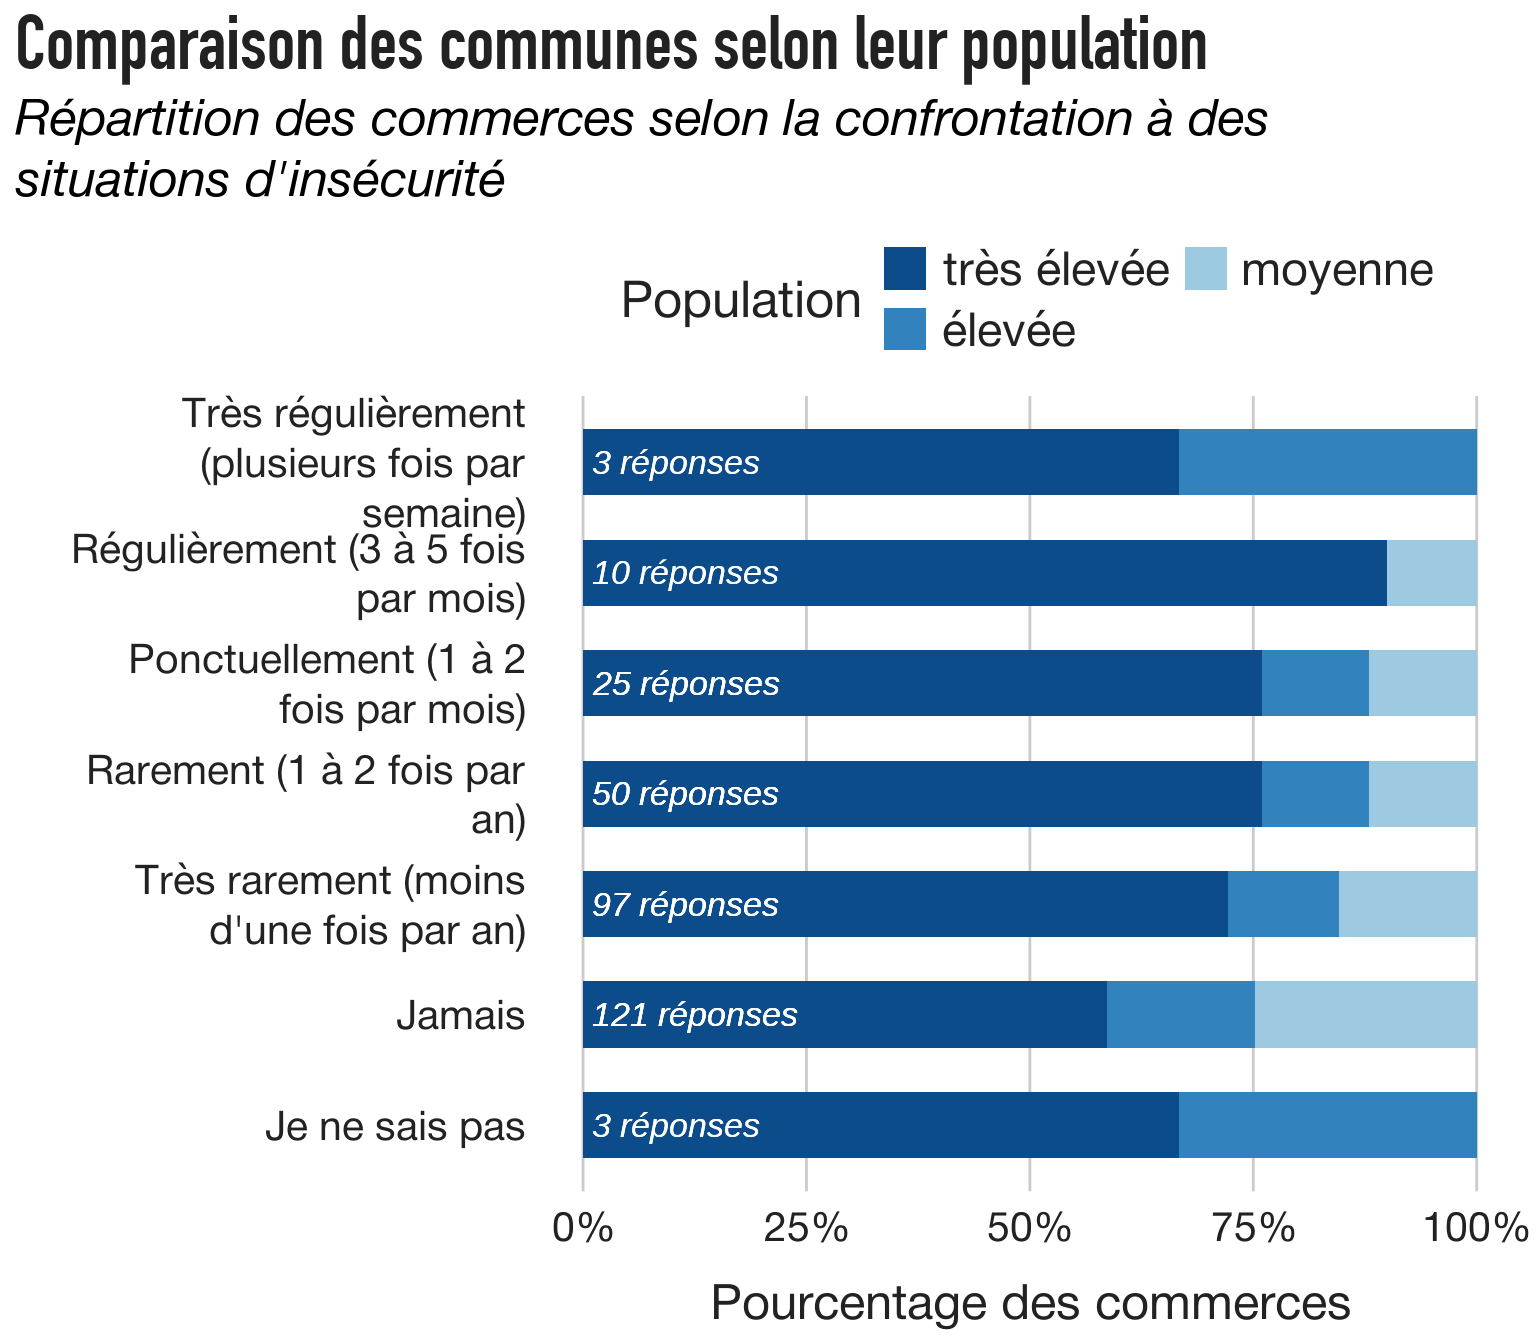 Comparaison des communes selon leur population
Répartition des commerces selon la confrontation à des
situations d'insécurité
Population
très élevée
moyenne
élevée
Très régulièrement
(plusieurs fois par
semaine)
3 réponses
Régulièrement (3 à 5 fois
par mois)
10 réponses
Ponctuellement (1 à 2
fois par mois)
25 réponses
Rarement (1 à 2 fois par
an)
50 réponses
Très rarement (moins
d'une fois par an)
97 réponses
Jamais
121 réponses
Je ne sais pas
3 réponses
0% 25% 50% 75% 100%
Pourcentage des commerces